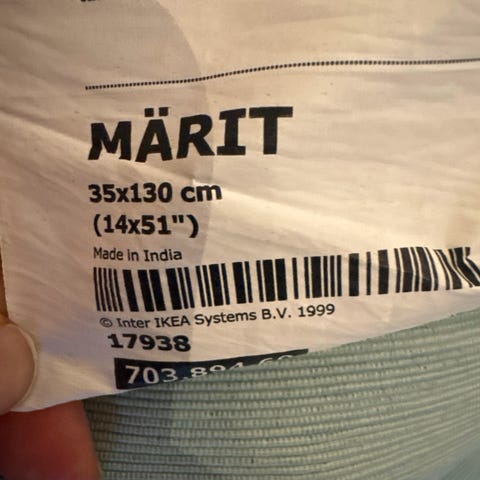 MÄRIT
35x130 cm
(14x51")
Made in India
© Inter IKEA Systems B.V. 1999
17938